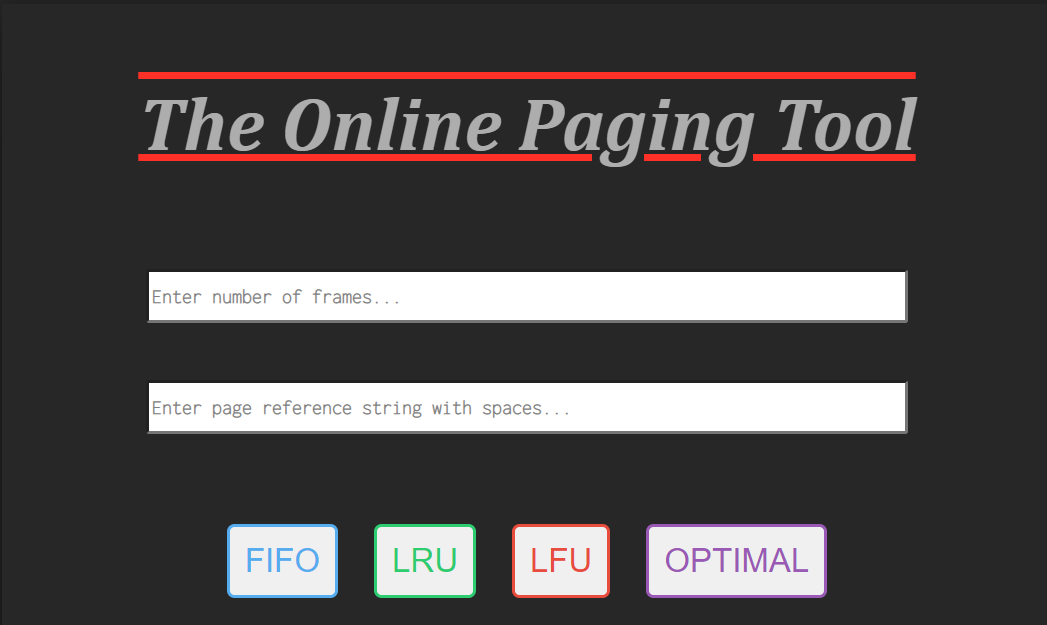 The Online Paging Tool
Enter number of frames...
Enter page reference string with spaces...
FIFO LRU LFU OPTIMAL